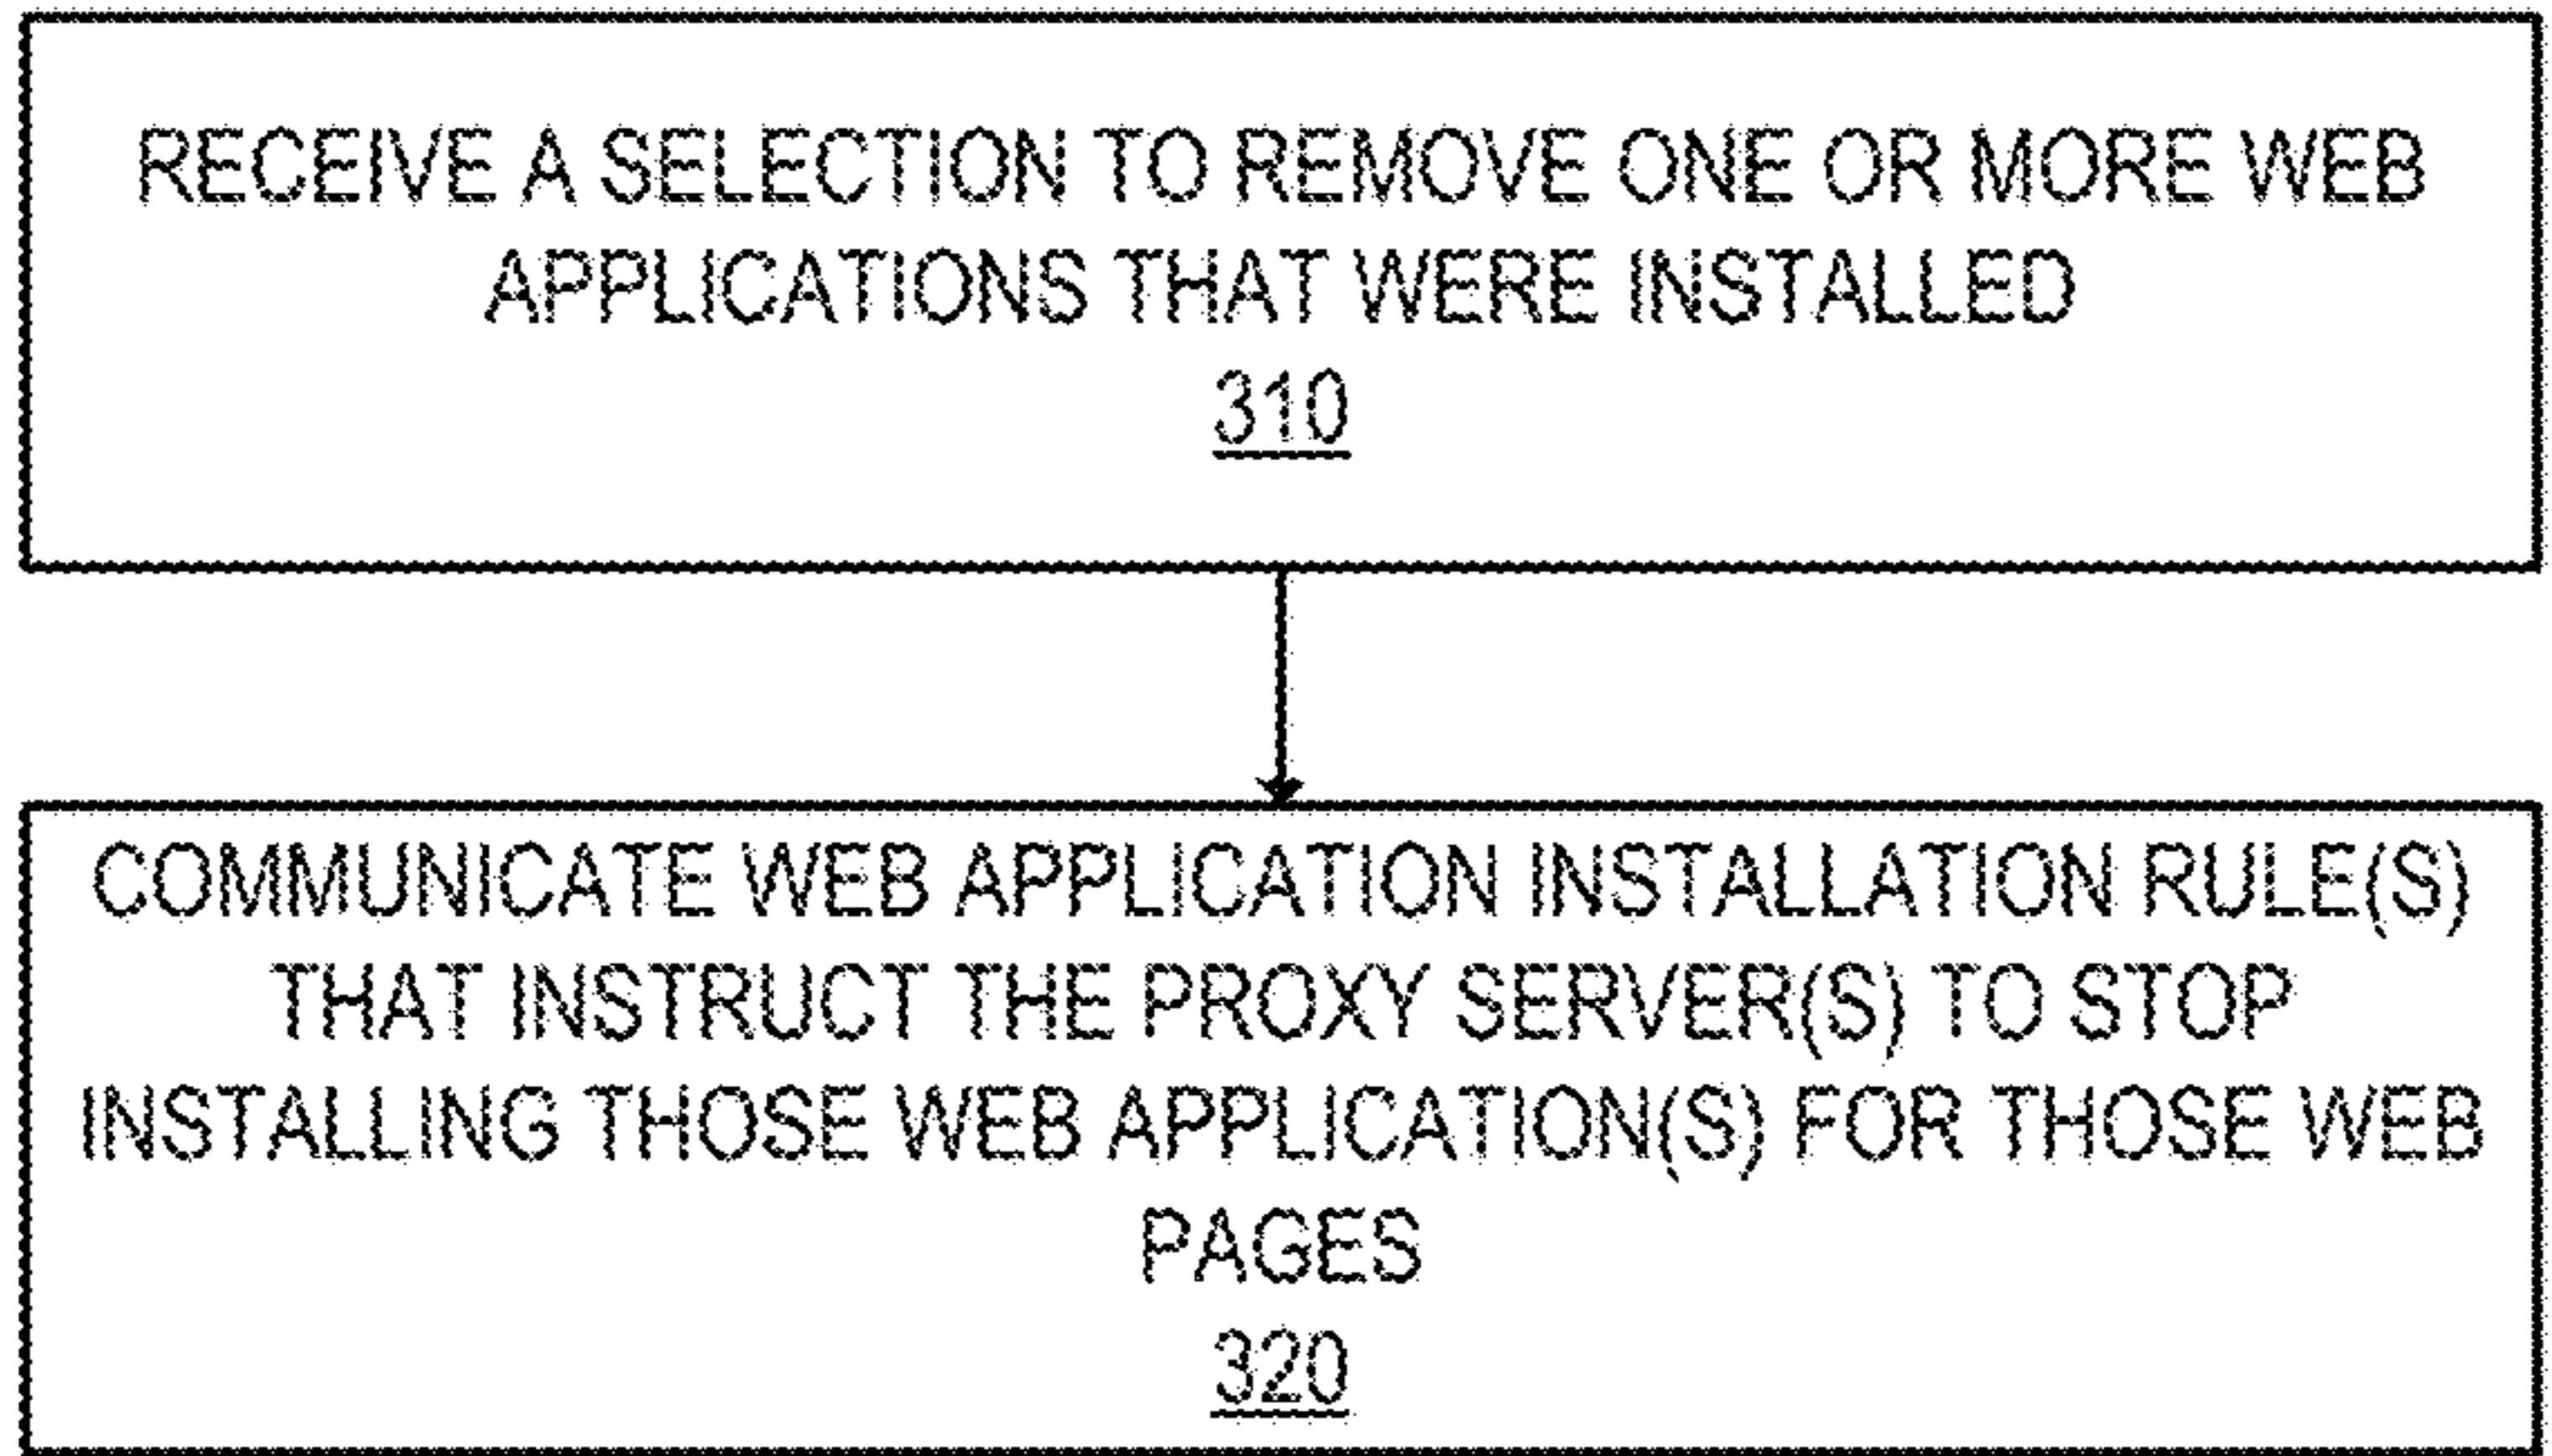 RECEIVE A SELECTION TO REMOVE ONE OR MORE WEB
APPLICATIONS THAT WERE INSTALLED
310
COMMUNICATE WEB APPLICATION INSTALLATION RULE(S)
THAT INSTRUCT THE PROXY SERVER(S) TO STOP
INSTALLING THOSE WEB APPLICATION(S) FOR THOSE WEB
PAGES
320